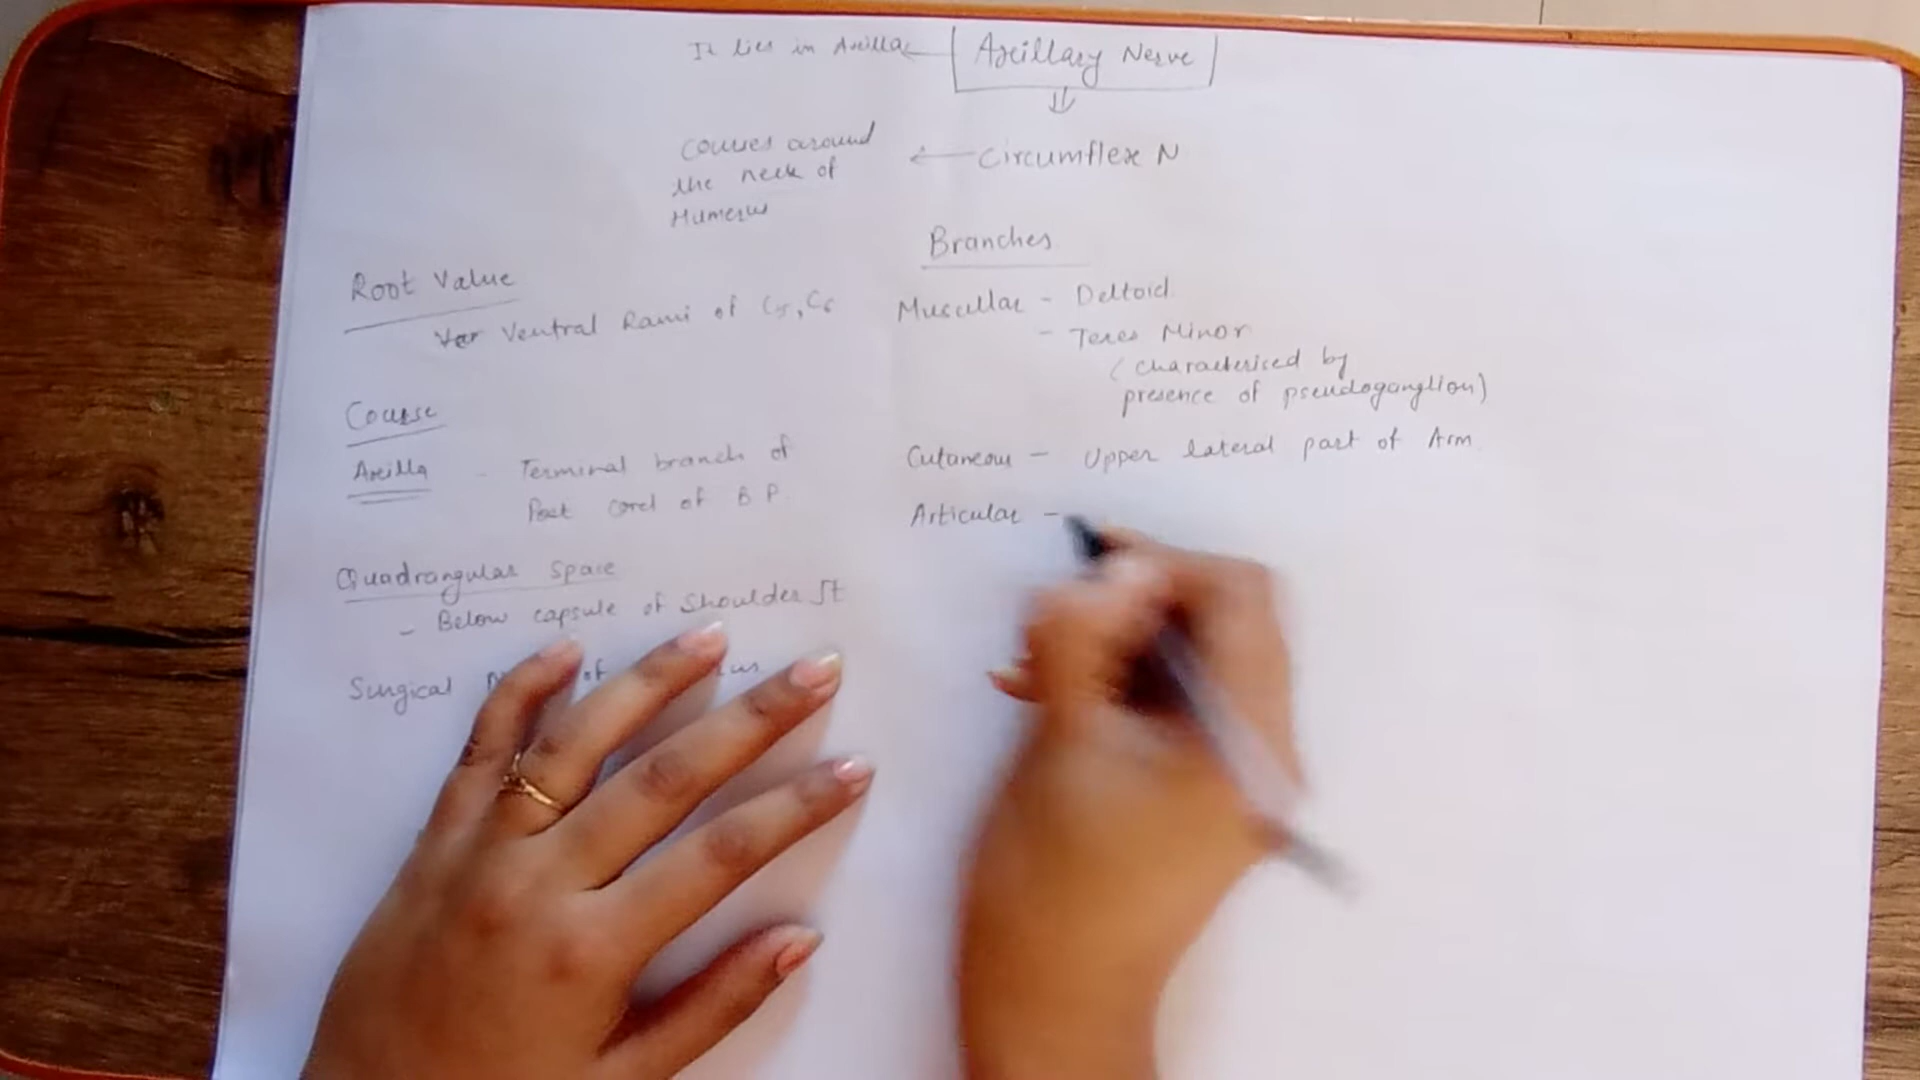 It lies in Axilla
Axillary Nerve
Courses around
the neck of
Humerus
Circumflex N
Root Value
Ventral Rami of C5, C6
Course
Axilla - Terminal branch of
Post cord of B P.
Quadrangular space
- Below capsule of Shoulder Jt
Surgical of
Branches
Muscular - Deltoid
- Teres Minor
(characterised by
presence of pseudoganglion)
Cutaneous - Upper lateral part of Arm
Articular -